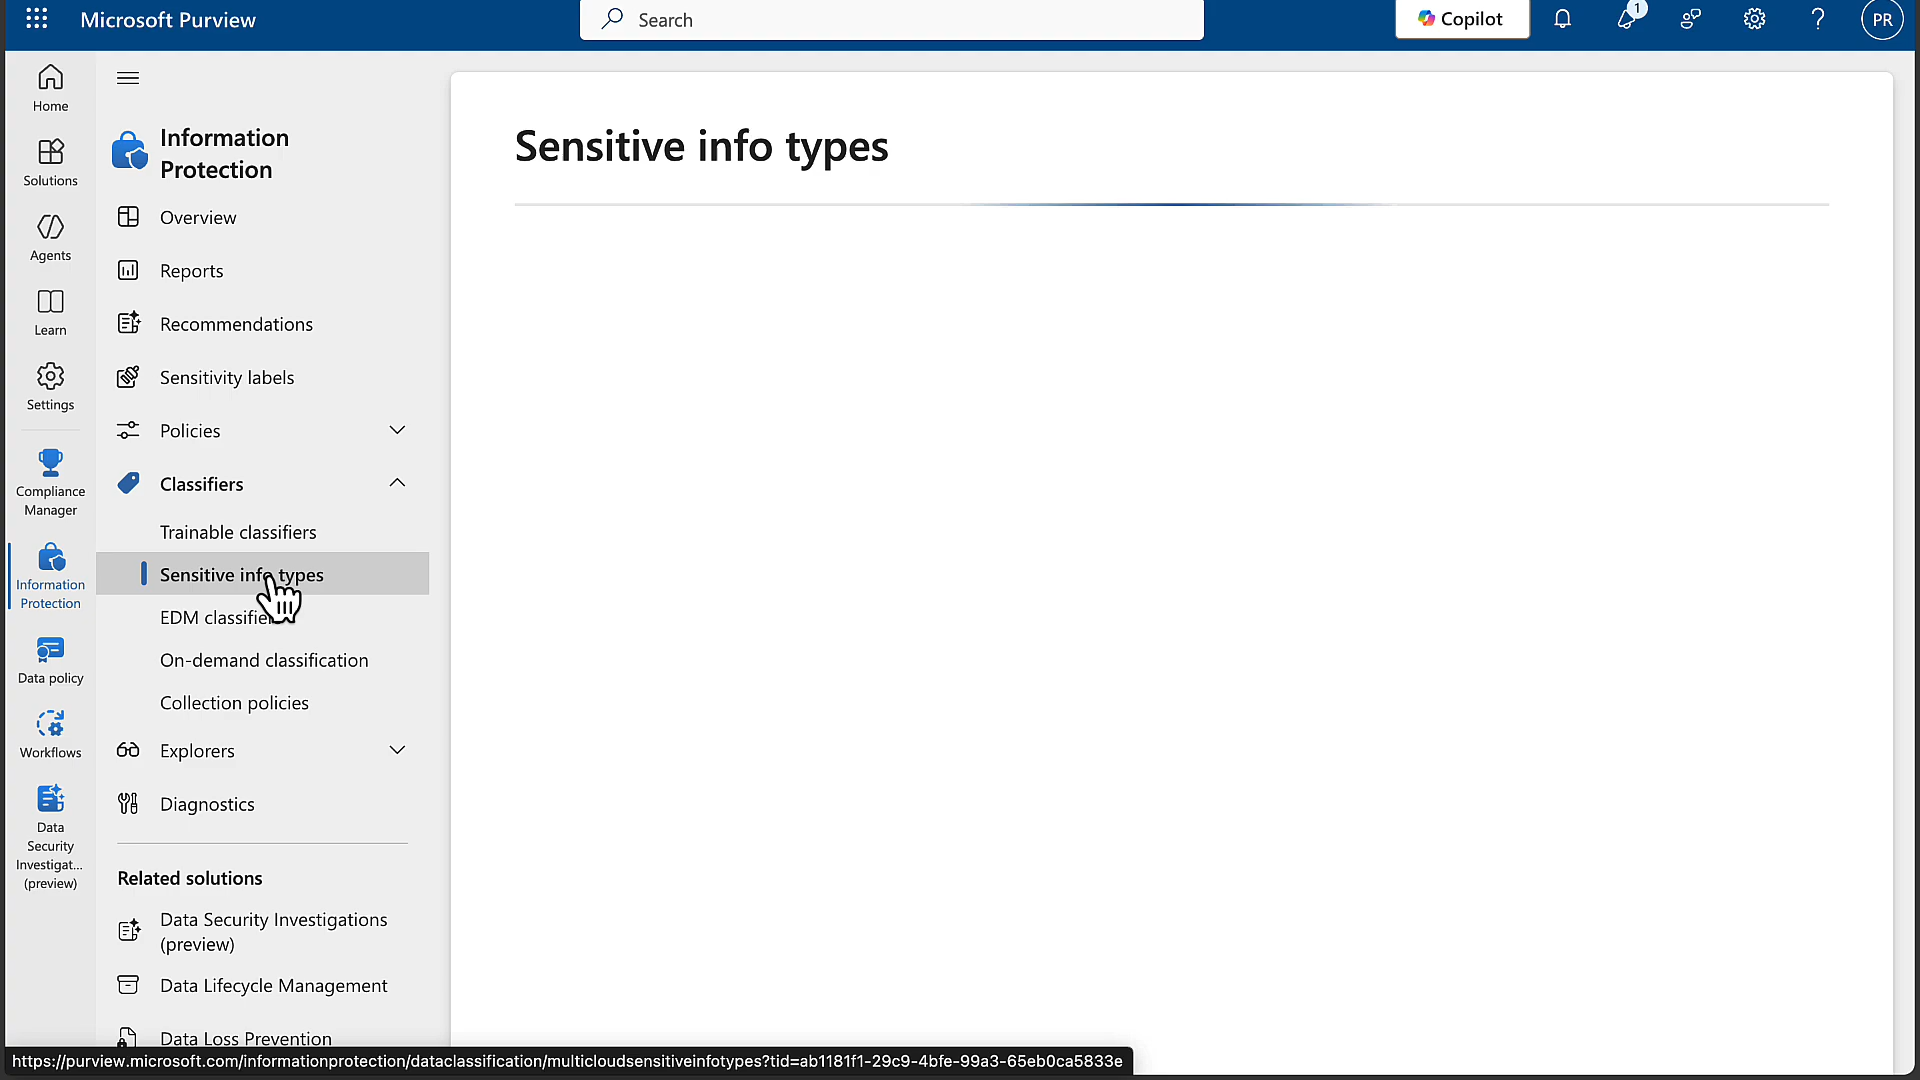 Microsoft Purview
Search
Copilot
1
PR
Home
Solutions
Agents
Learn
Settings
Compliance
Manager
Information
Protection
Data policy
Workflows
Data
Security
Investigat...
(preview)
Information
Protection
Overview
Reports
Recommendations
Sensitivity labels
Policies
Classifiers
Trainable classifiers
Sensitive info types
EDM classifie
On-demand classification
Collection policies
Explorers
Diagnostics
Related solutions
Data Security Investigations
(preview)
Data Lifecycle Management
Data Loss Prevention
Sensitive info types
https://purview.microsoft.com/informationprotection/dataclassification/multicloudsensitiveinfotypes?tid=ab1181f1-29c9-4bfe-99a3-65eb0ca5833e